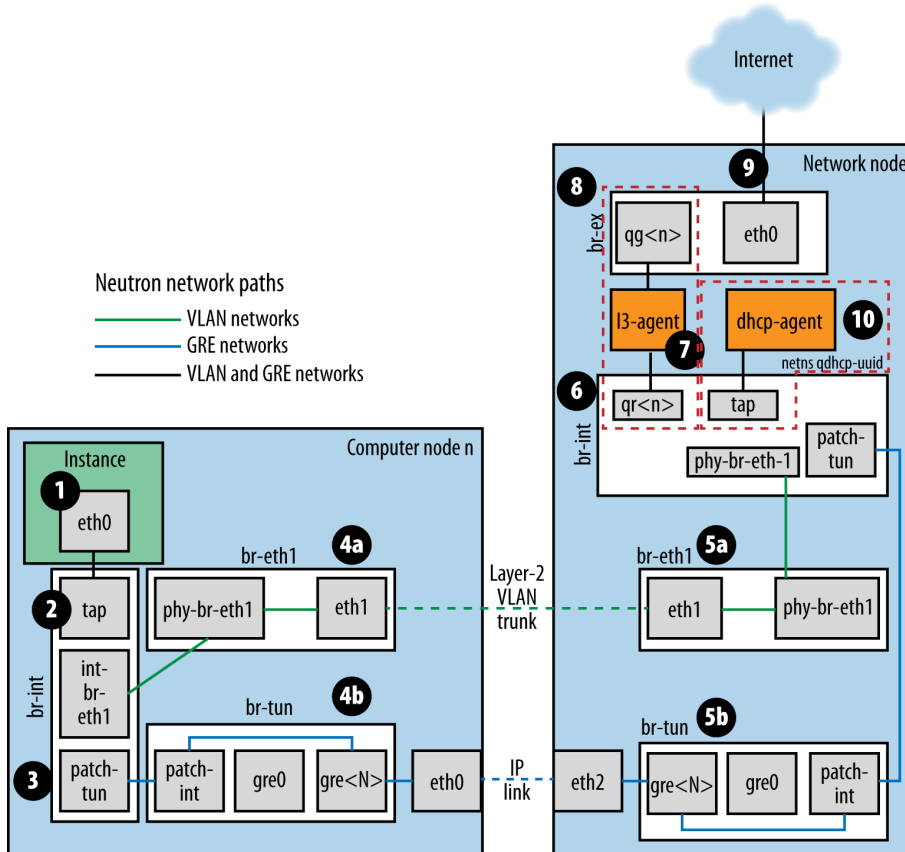 Internet
Network node
9
8
br-ex
qg<n>
eth0
Neutron network paths
VLAN networks
GRE networks
VLAN and GRE networks
l3-agent
dhcp-agent
10
7
netns qdhcp-uuid
6
br-int
qr<n>
tap
patch-
tun
phy-br-eth-1
Computer node n
Instance
1
eth0
br-eth1
4a
2
tap
phy-br-eth1
eth1
Layer-2
VLAN
trunk
br-eth1
5a
eth1
phy-br-eth1
br-int
int-
br-
eth1
br-tun
4b
3
patch-
tun
patch-
int
gre0
gre<N>
eth0
IP
link
eth2
br-tun
5b
gre<N>
gre0
patch-
int